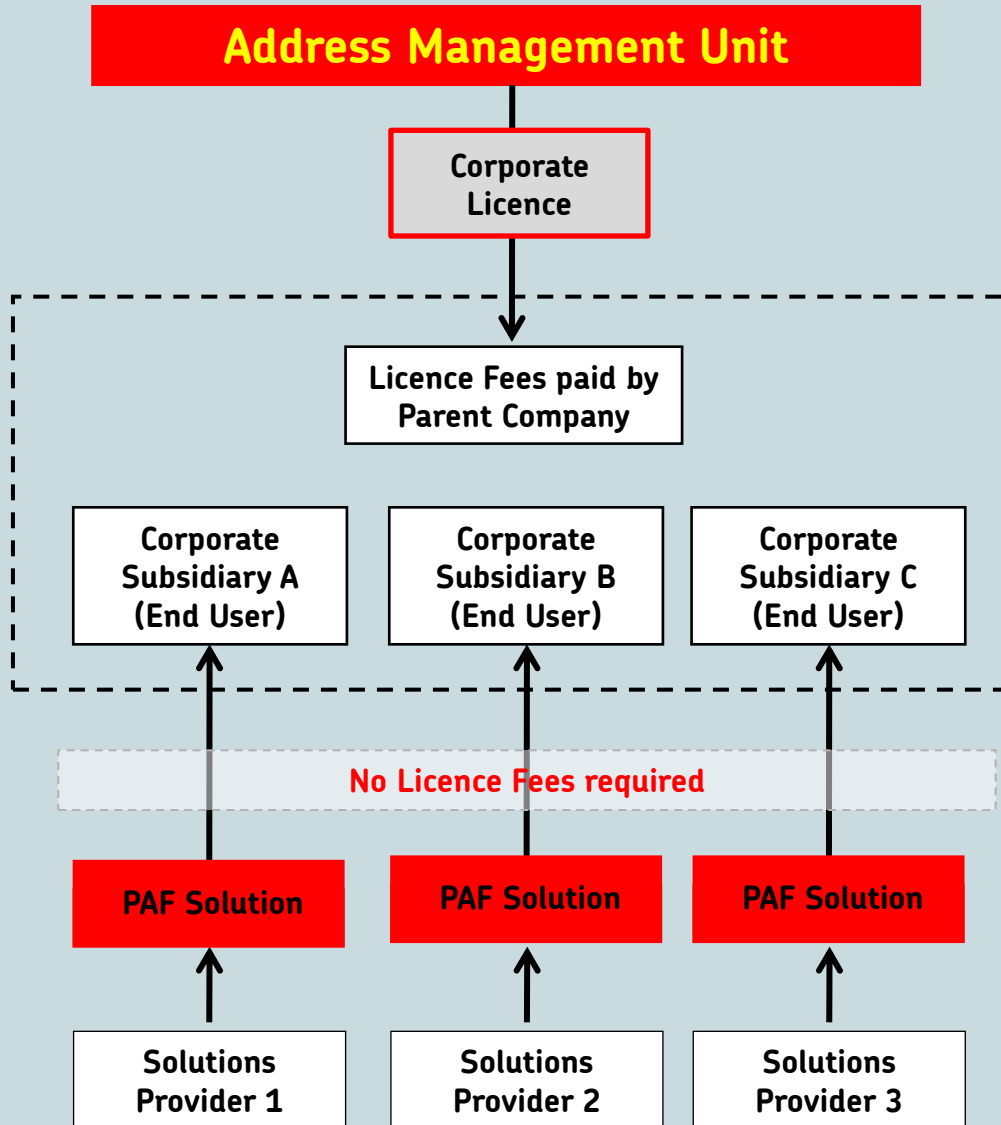 Address Management Unit
Corporate
Licence
Licence Fees paid by
Parent Company
Corporate
Subsidiary A
(End User)
Corporate
Subsidiary B
(End User)
Corporate
Subsidiary C
(End User)
No Licence Fees required
PAF Solution
PAF Solution
PAF Solution
Solutions
Provider 1
Solutions
Provider 2
Solutions
Provider 3